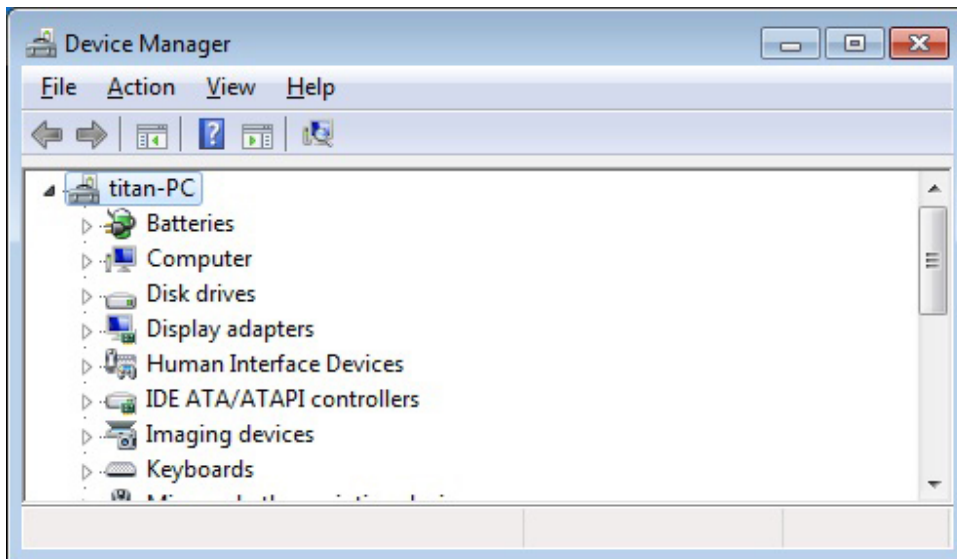 Device Manager
File Action View Help
titan-PC
Batteries
Computer
Disk drives
Display adapters
Human Interface Devices
IDE ATA/ATAPI controllers
Imaging devices
Keyboards